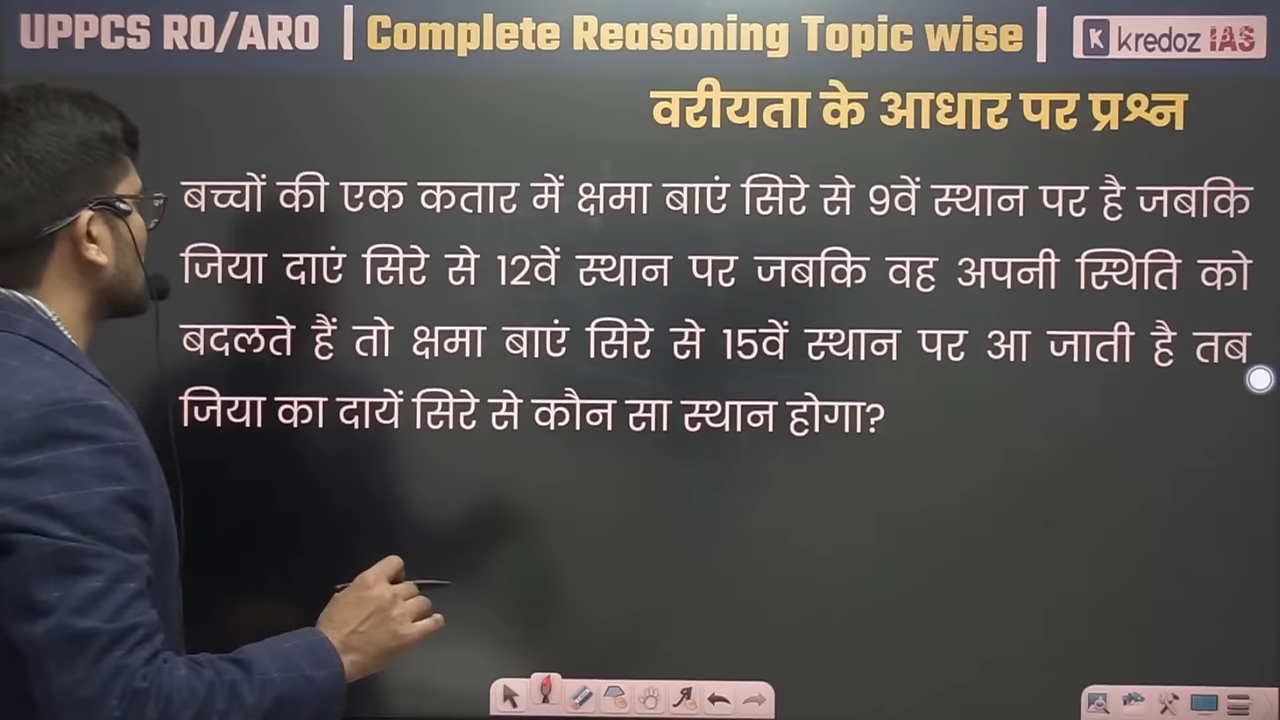 UPPCS RO/ARO | Complete Reasoning Topic wise | K kredoz IAS
वरीयता के आधार पर प्रश्न
बच्चों की एक कतार में क्षमा बाएं सिरे से 9वें स्थान पर है जबकि
जिया दाएं सिरे से 12वें स्थान पर जबकि वह अपनी स्थिति को
बदलते हैं तो क्षमा बाएं सिरे से 15वें स्थान पर आ जाती है तब
जिया का दायें सिरे से कौन सा स्थान होगा?